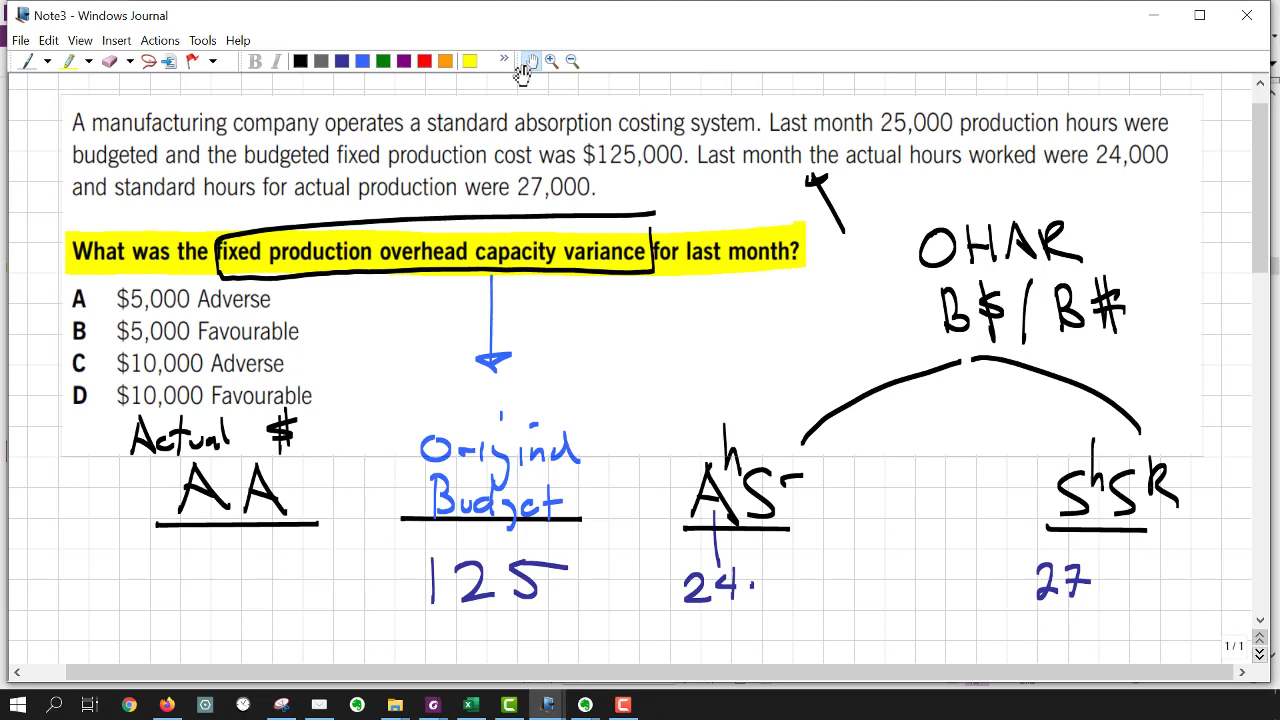 Note3 - Windows Journal
File Edit View Insert Actions Tools Help
B I
A manufacturing company operates a standard absorption costing system. Last month 25,000 production hours were
budgeted and the budgeted fixed production cost was $125,000. Last month the actual hours worked were 24,000
and standard hours for actual production were 27,000.
What was the fixed production overhead capacity variance for last month?
A $5,000 Adverse
B $5,000 Favourable
C $10,000 Adverse
D $10,000 Favourable
OHAR
B$/B#
Actual $
AA
Original
Budget
AhSr
ShSR
125
24
27
1/1